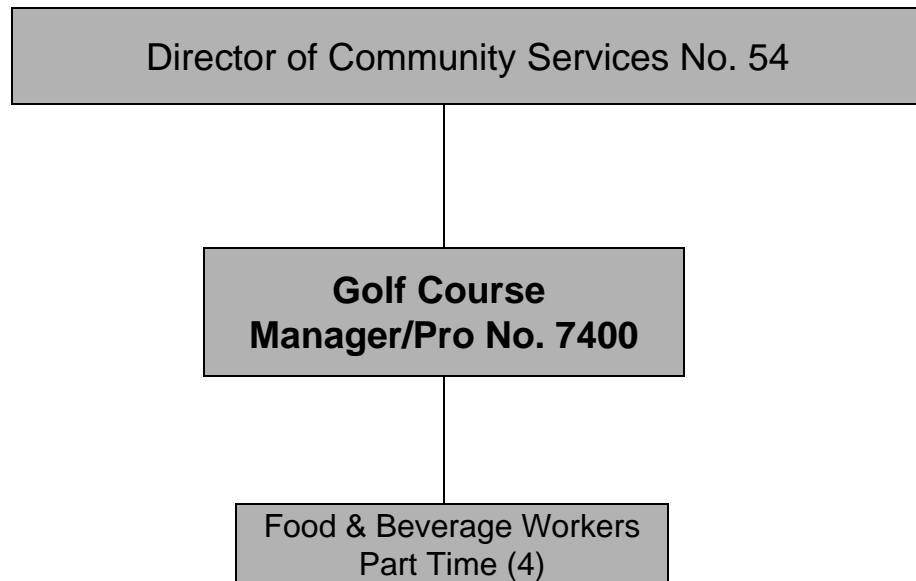 Director of Community Services No. 54
Golf Course
Manager/Pro No. 7400
Food & Beverage Workers
Part Time (4)